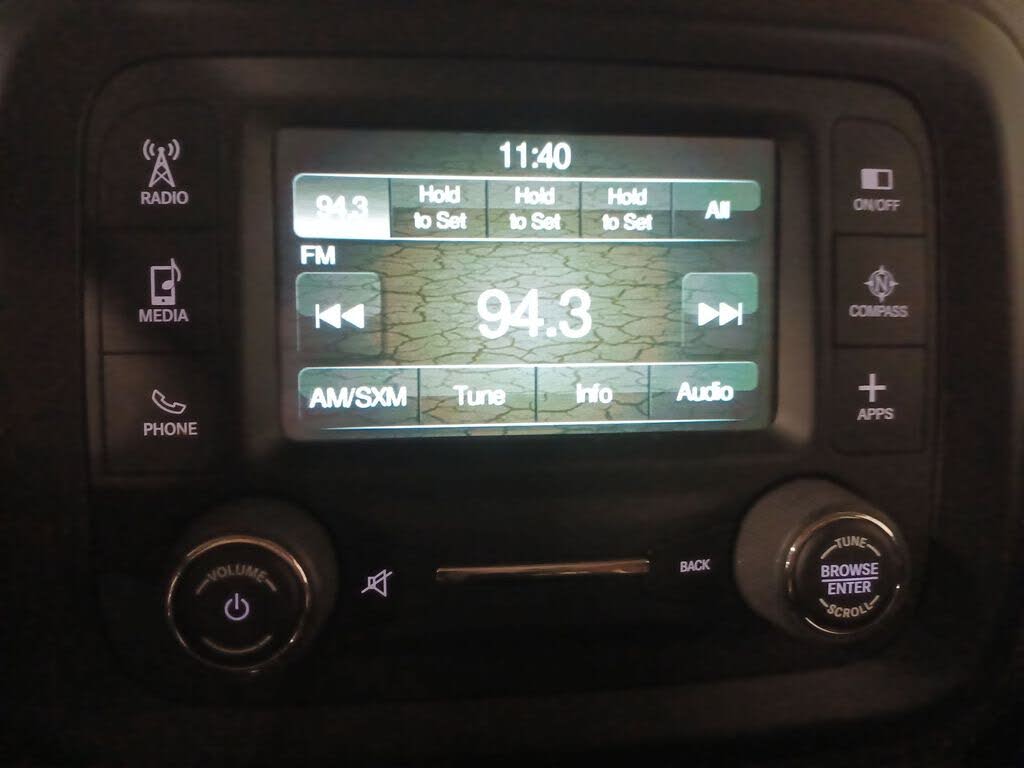 11:40
94.3
Hold to Set
Hold to Set
Hold to Set
All
FM
94.3
AM/SXM
Tune
Info
Audio
RADIO
MEDIA
PHONE
ON/OFF
N
COMPASS
APPS
VOLUME
BACK
TUNE
BROWSE
ENTER
SCROLL